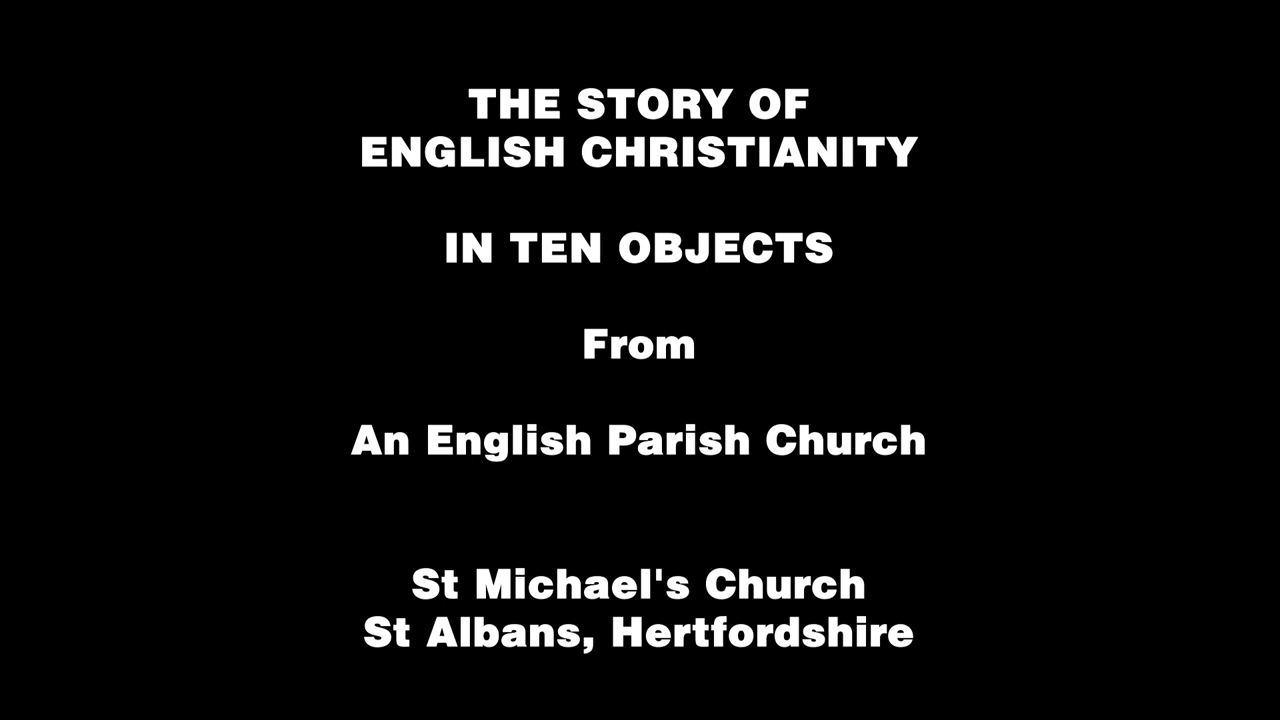 THE STORY OF
ENGLISH CHRISTIANITY
IN TEN OBJECTS
From
An English Parish Church
St Michael's Church
St Albans, Hertfordshire